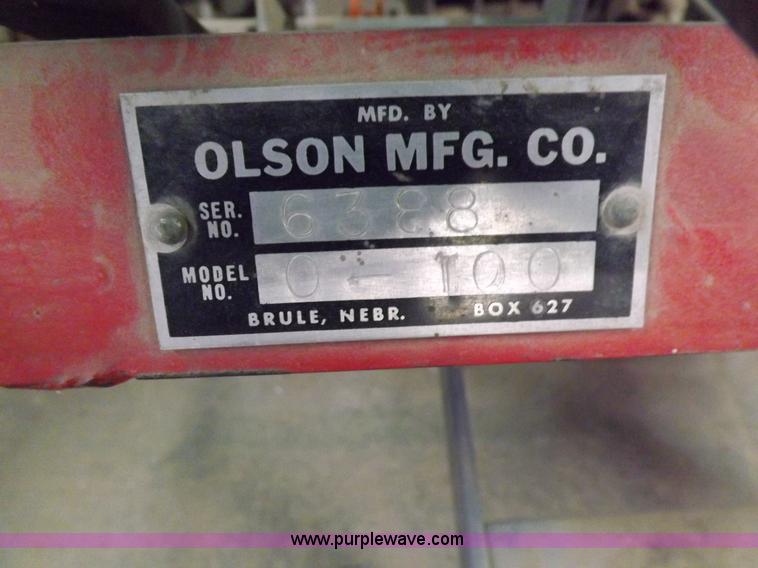 MFD. BY
OLSON MFG. CO.
SER. NO. 6388
MODEL NO. O-100
BRULE, NEBR. BOX 627
www.purplewave.com